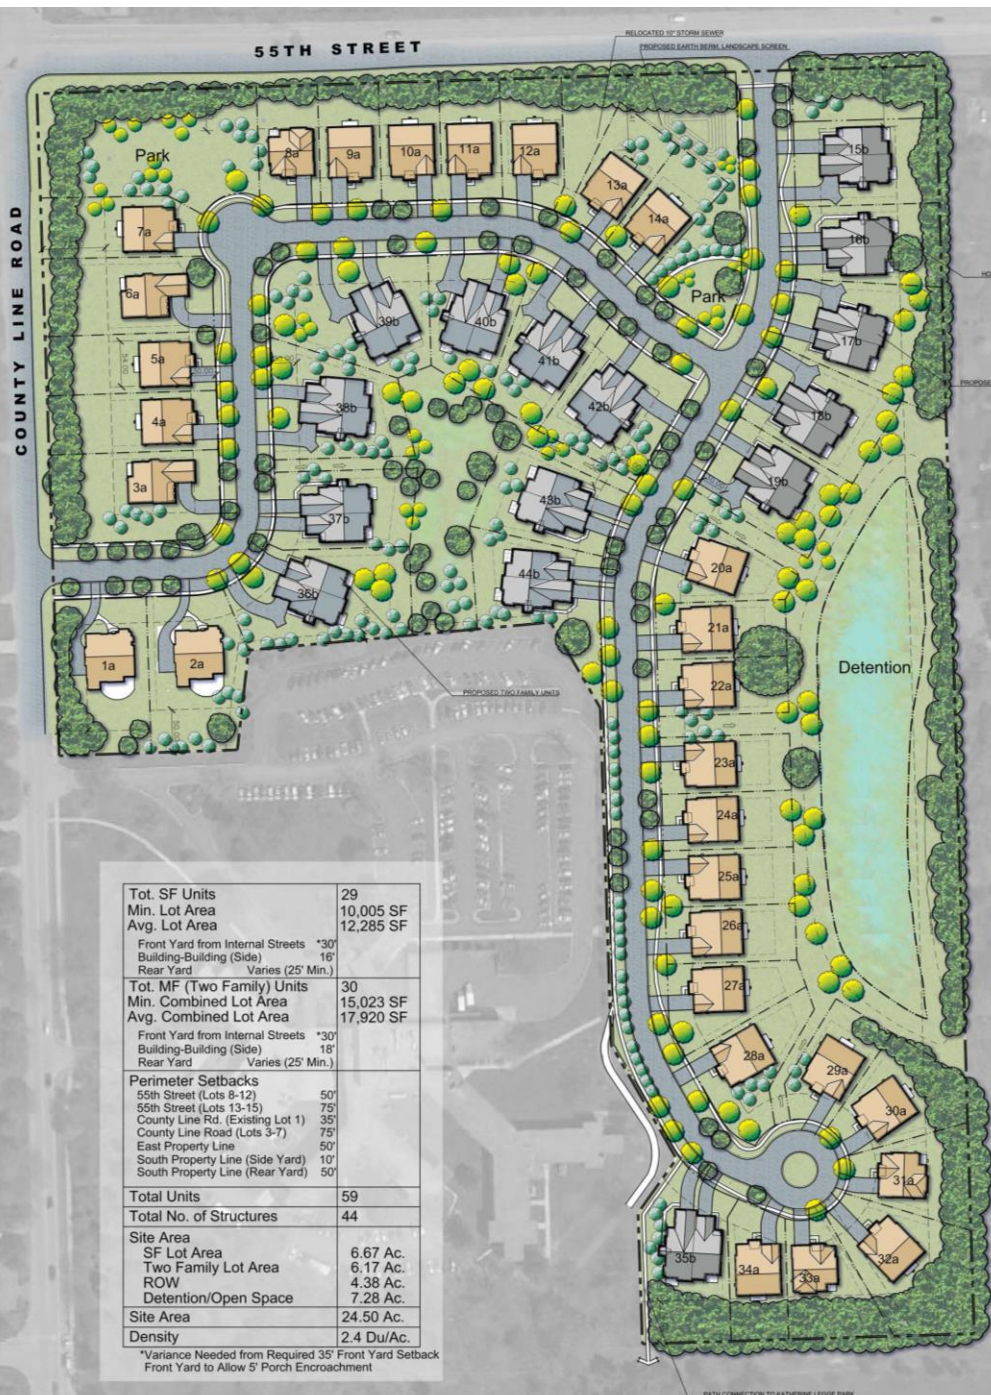 55TH STREET
RELOCATED 10" STORM SEWER
PROPOSED EARTH BERM, LANDSCAPE SCREEN
COUNTY LINE ROAD
Park
8a
9a
10a
11a
12a
13a
14a
15b
16b
7a
6a
5a
4a
3a
39b
40b
41b
42b
Park
17b
18b
19b
PROPOSE
38b
37b
36b
43b
44b
1a
2a
PROPOSED TWO FAMILY UNITS
20a
21a
22a
23a
24a
25a
26a
27a
Detention
28a
29a
30a
31a
32a
33a
34a
35b
Tot. SF Units 29
Min. Lot Area 10,005 SF
Avg. Lot Area 12,285 SF
Front Yard from Internal Streets *30'
Building-Building (Side) 16'
Rear Yard Varies (25' Min.)
Tot. MF (Two Family) Units 30
Min. Combined Lot Area 15,023 SF
Avg. Combined Lot Area 17,920 SF
Front Yard from Internal Streets *30'
Building-Building (Side) 18'
Rear Yard Varies (25' Min.)
Perimeter Setbacks
55th Street (Lots 8-12) 50'
55th Street (Lots 13-15) 75'
County Line Rd. (Existing Lot 1) 35'
County Line Road (Lots 3-7) 75'
East Property Line 50'
South Property Line (Side Yard) 10'
South Property Line (Rear Yard) 50'
Total Units 59
Total No. of Structures 44
Site Area
SF Lot Area 6.67 Ac.
Two Family Lot Area 6.17 Ac.
ROW 4.38 Ac.
Detention/Open Space 7.28 Ac.
Site Area 24.50 Ac.
Density 2.4 Du/Ac.
*Variance Needed from Required 35' Front Yard Setback
Front Yard to Allow 5' Porch Encroachment
PATH CONNECTION TO KATHERINE LEGGE PARK